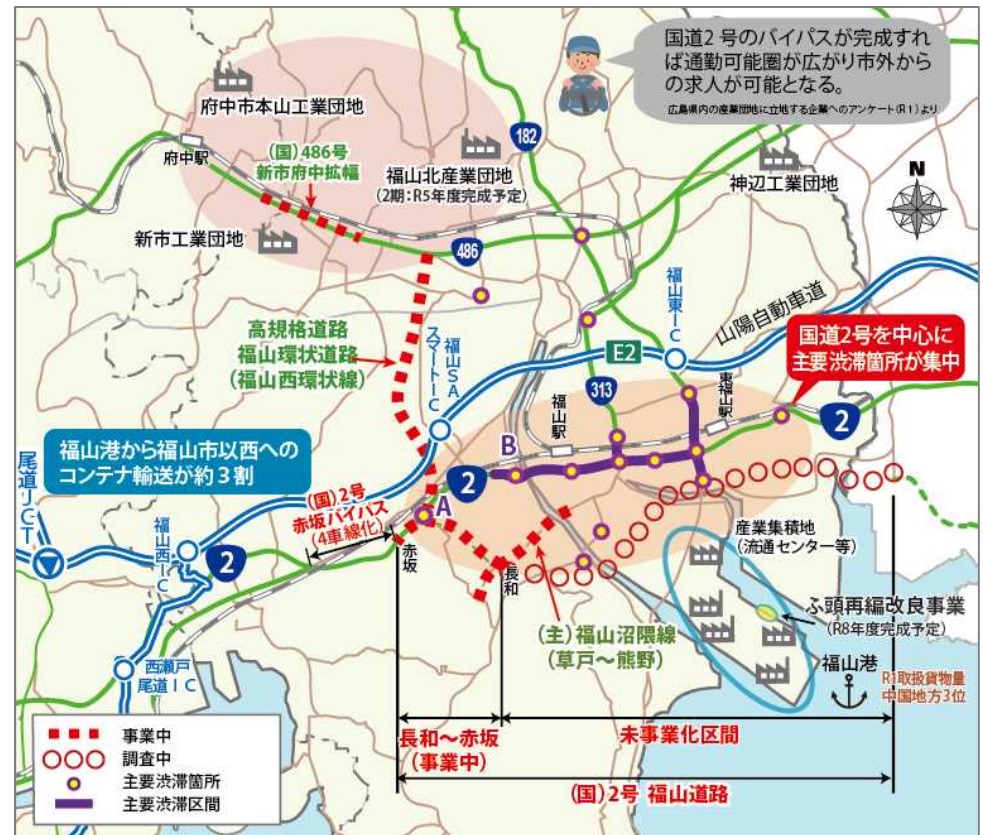 国道2号のバイパスが完成すれ
ば通勤可能圏が広がり市外から
の求人が可能となる。
広島県内の産業団地に立地する企業へのアンケート(R1)より
府中市本山工業団地
182
府中駅
(国)486号
新市府中拡幅
福山北産業団地
(2期:R5年度完成予定)
神辺工業団地
N
新市工業団地
486
高規格道路
福山環状道路
(福山西環状線)
福山SA
スマートIC
福山東IC
山陽自動車道
E2
国道2号を中心に
主要渋滞箇所が集中
313
福山駅
東福山駅
2
福山港から福山市以西への
コンテナ輸送が約3割
B
2
尾道JCT
(国)2号
赤坂バイパス
(4車線化)
A
福山西IC
2
赤坂
長和
産業集積地
(流通センター等)
ふ頭再編改良事業
(R8年度完成予定)
(主)福山沼隈線
(草戸～熊野)
西瀬戸
尾道IC
福山港
R1取扱貨物量
中国地方3位
長和～赤坂
(事業中)
未事業化区間
(国)2号 福山道路
事業中
調査中
主要渋滞箇所
主要渋滞区間